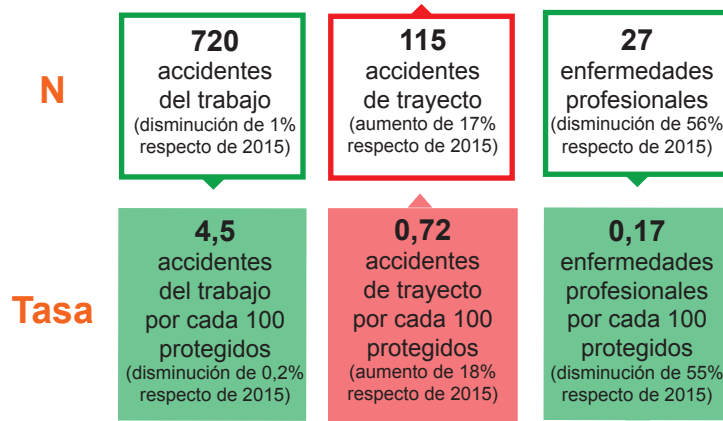 N
720
accidentes
del trabajo
(disminución de 1%
respecto de 2015)
115
accidentes
de trayecto
(aumento de 17%
respecto de 2015)
27
enfermedades
profesionales
(disminución de 56%
respecto de 2015)
Tasa
4,5
accidentes
del trabajo
por cada 100
protegidos
(disminución de 0,2%
respecto de 2015)
0,72
accidentes
de trayecto
por cada 100
protegidos
(aumento de 18%
respecto de 2015)
0,17
enfermedades
profesionales
por cada 100
protegidos
(disminución de 55%
respecto de 2015)